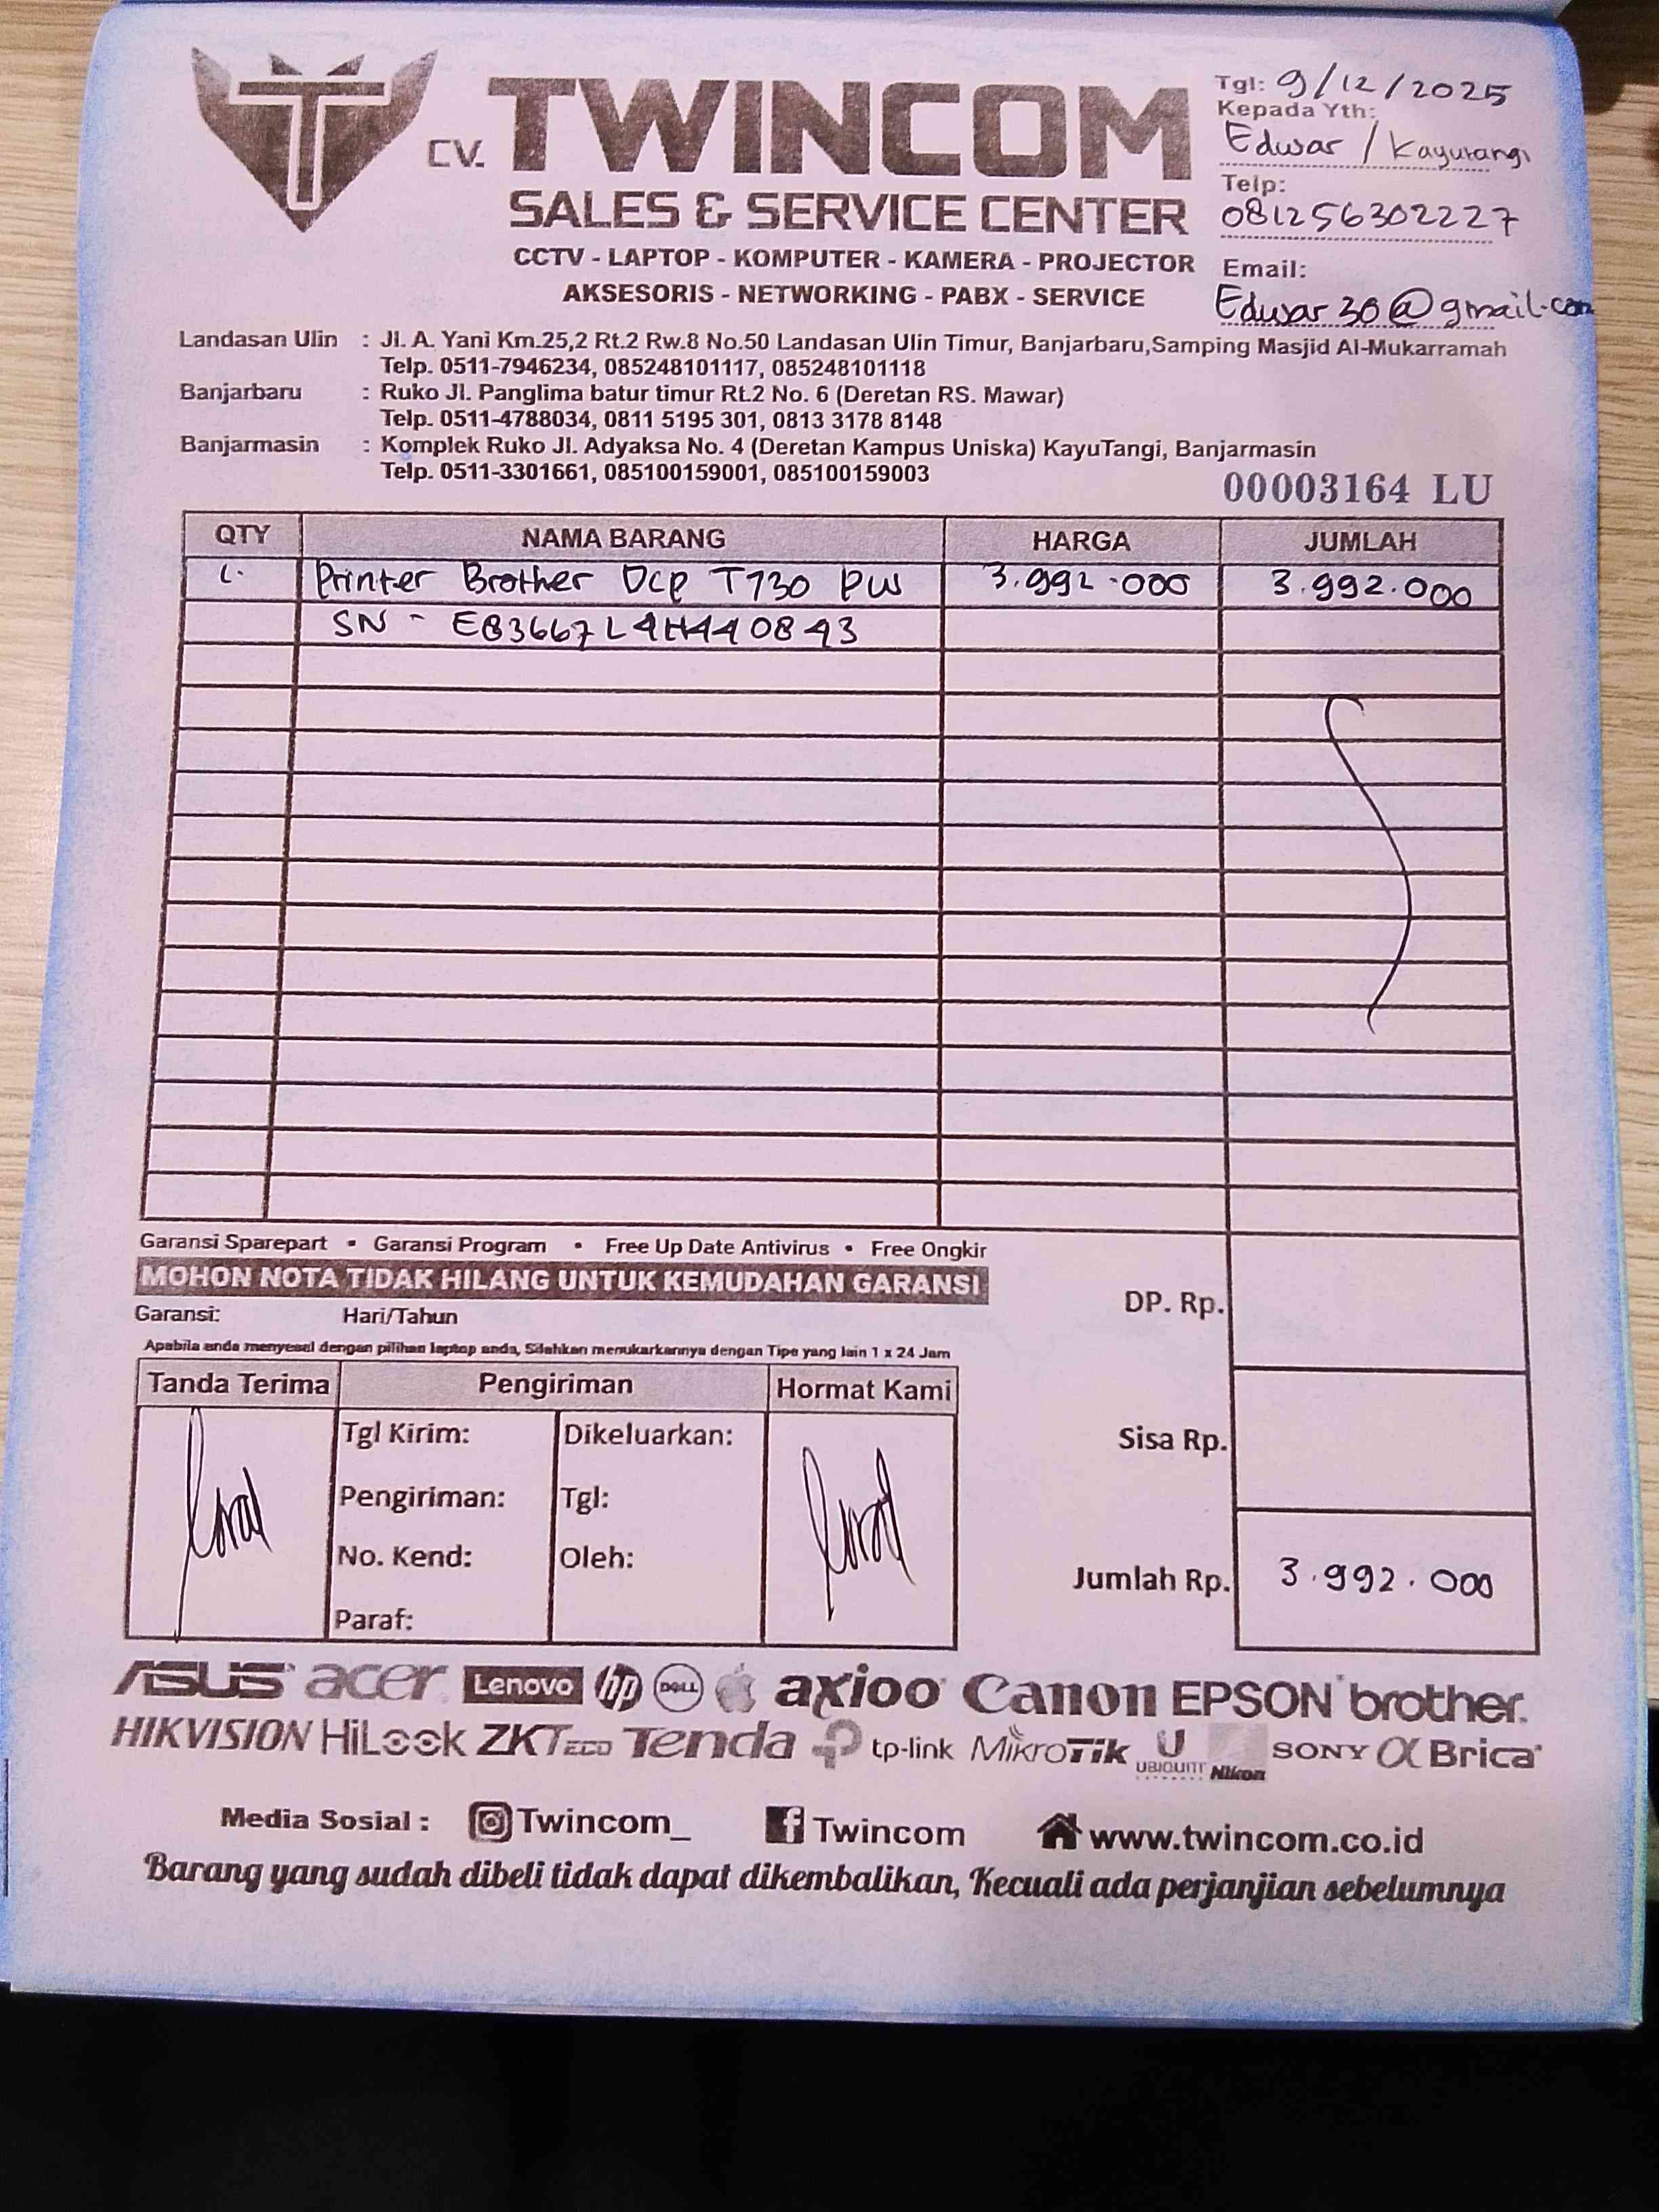 CV. TWINCOM
SALES & SERVICE CENTER
CCTV - LAPTOP - KOMPUTER - KAMERA - PROJECTOR
AKSESORIS - NETWORKING - PABX - SERVICE
Tgl: 9/12/2025
Kepada Yth:
Edwar / Kayutangi
Telp:
081256302227
Email:
Edwar30@gmail.com
Landasan Ulin : Jl. A. Yani Km.25,2 Rt.2 Rw.8 No.50 Landasan Ulin Timur, Banjarbaru,Samping Masjid Al-Mukarramah
Telp. 0511-7946234, 085248101117, 085248101118
Banjarbaru : Ruko Jl. Panglima batur timur Rt.2 No. 6 (Deretan RS. Mawar)
Telp. 0511-4788034, 0811 5195 301, 0813 3178 8148
Banjarmasin : Komplek Ruko Jl. Adyaksa No. 4 (Deretan Kampus Uniska) KayuTangi, Banjarmasin
Telp. 0511-3301661, 085100159001, 085100159003
00003164 LU
QTY NAMA BARANG HARGA JUMLAH
1. Printer Brother Dcp T730 DW 3.992.000 3.992.000
SN - E83667L4H440843
Garansi Sparepart • Garansi Program • Free Up Date Antivirus • Free Ongkir
MOHON NOTA TIDAK HILANG UNTUK KEMUDAHAN GARANSI
Garansi: Hari/Tahun
Apabila anda menyesal dengan pilihan laptop anda, Silahkan menukarkannya dengan Tipe yang lain 1 x 24 Jam
DP. Rp.
Sisa Rp.
Jumlah Rp. 3.992.000
Tanda Terima Pengiriman Hormat Kami
Tgl Kirim: Dikeluarkan:
Pengiriman: Tgl:
No. Kend: Oleh:
Paraf:
ASUS acer Lenovo hp DELL axioo Canon EPSON brother
HIKVISION HiLook ZKTeco Tenda tp-link MikroTik UBIQUITI Nikon SONY α Brica
Media Sosial : Twincom_ Twincom www.twincom.co.id
Barang yang sudah dibeli tidak dapat dikembalikan, Kecuali ada perjanjian sebelumnya